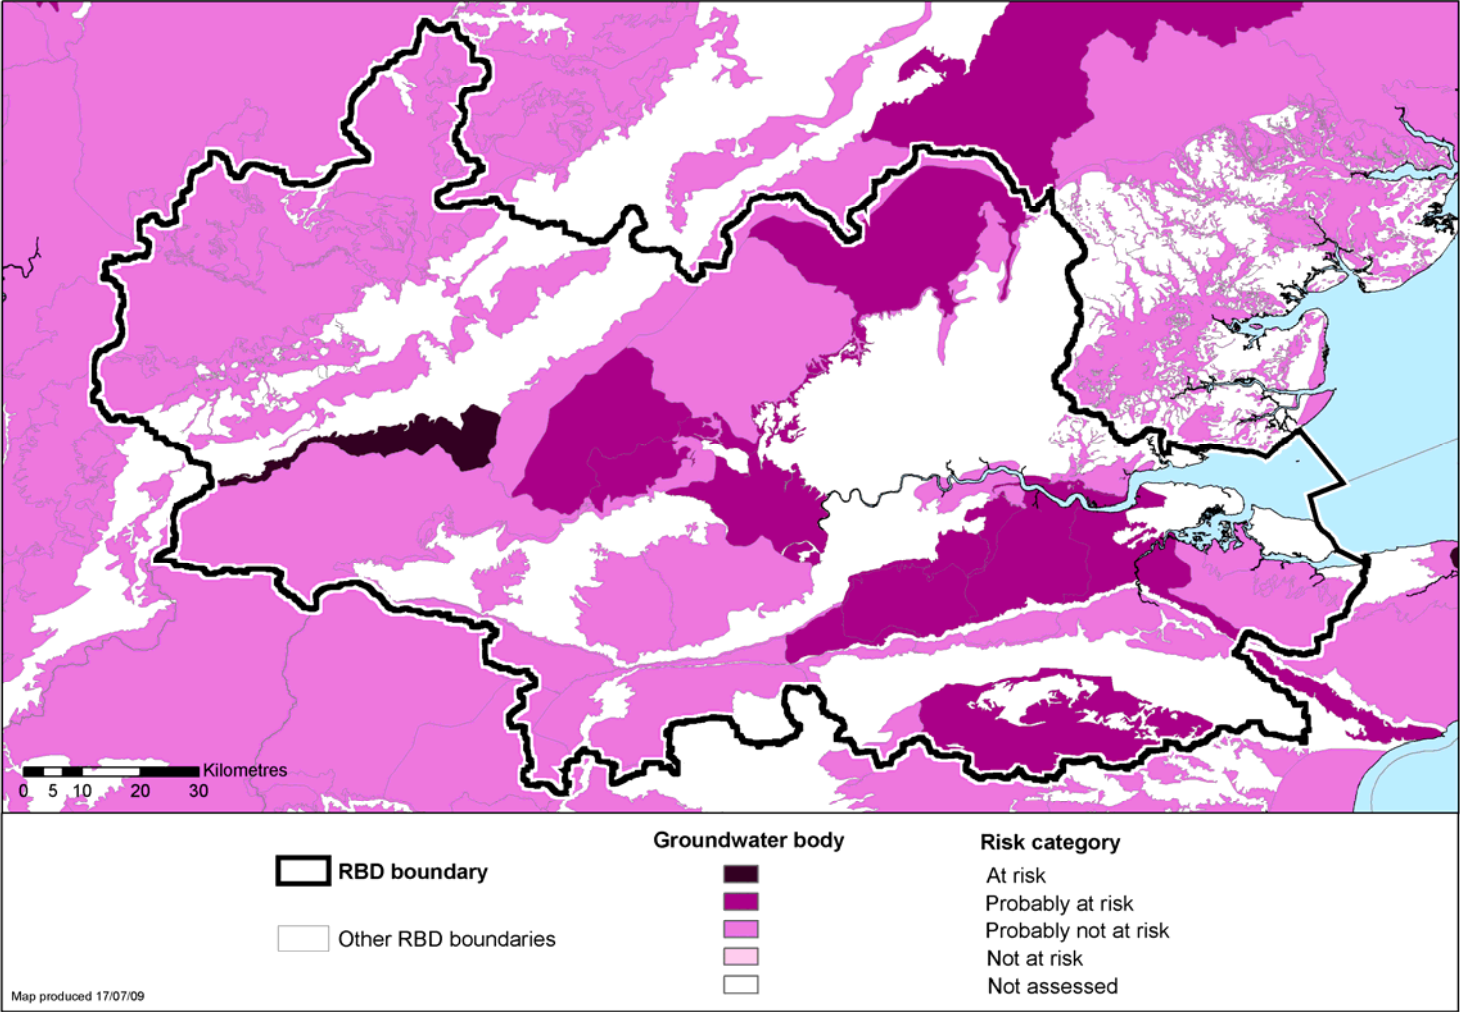 Kilometres
0 5 10 20 30
Groundwater body
Risk category
RBD boundary
At risk
Probably at risk
Probably not at risk
Other RBD boundaries
Not at risk
Not assessed
Map produced 17/07/09